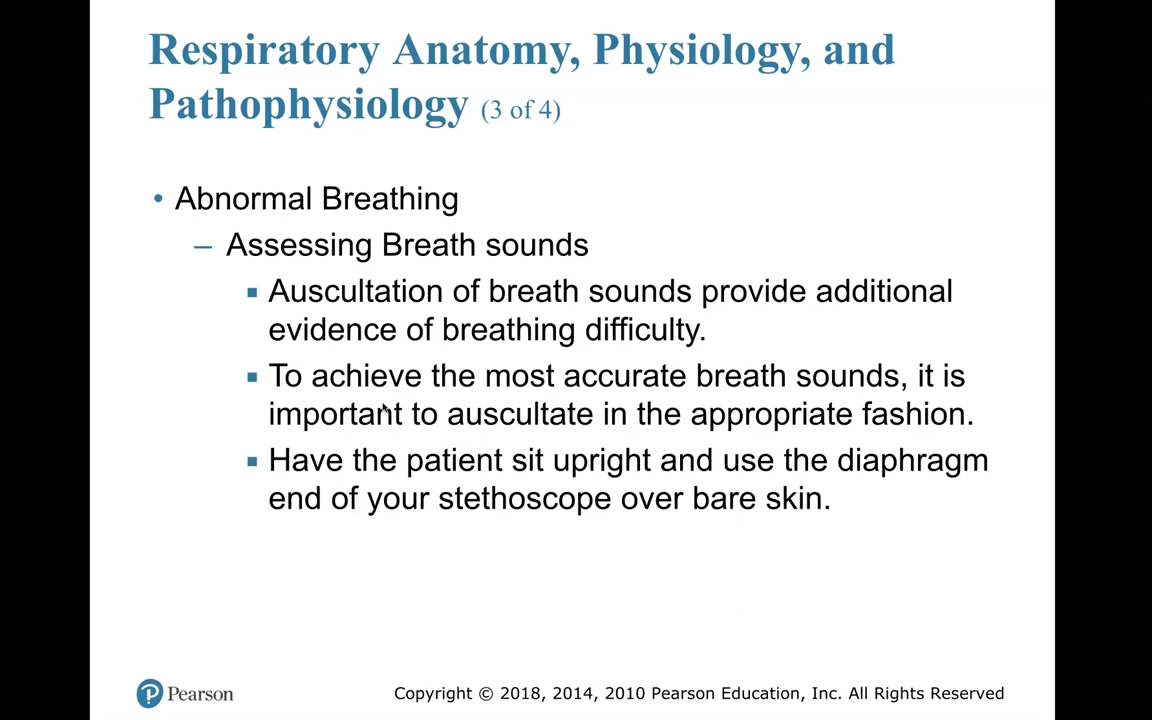 Respiratory Anatomy, Physiology, and
Pathophysiology (3 of 4)
• Abnormal Breathing
– Assessing Breath sounds
▪ Auscultation of breath sounds provide additional
evidence of breathing difficulty.
▪ To achieve the most accurate breath sounds, it is
important to auscultate in the appropriate fashion.
▪ Have the patient sit upright and use the diaphragm
end of your stethoscope over bare skin.
P Pearson
Copyright © 2018, 2014, 2010 Pearson Education, Inc. All Rights Reserved